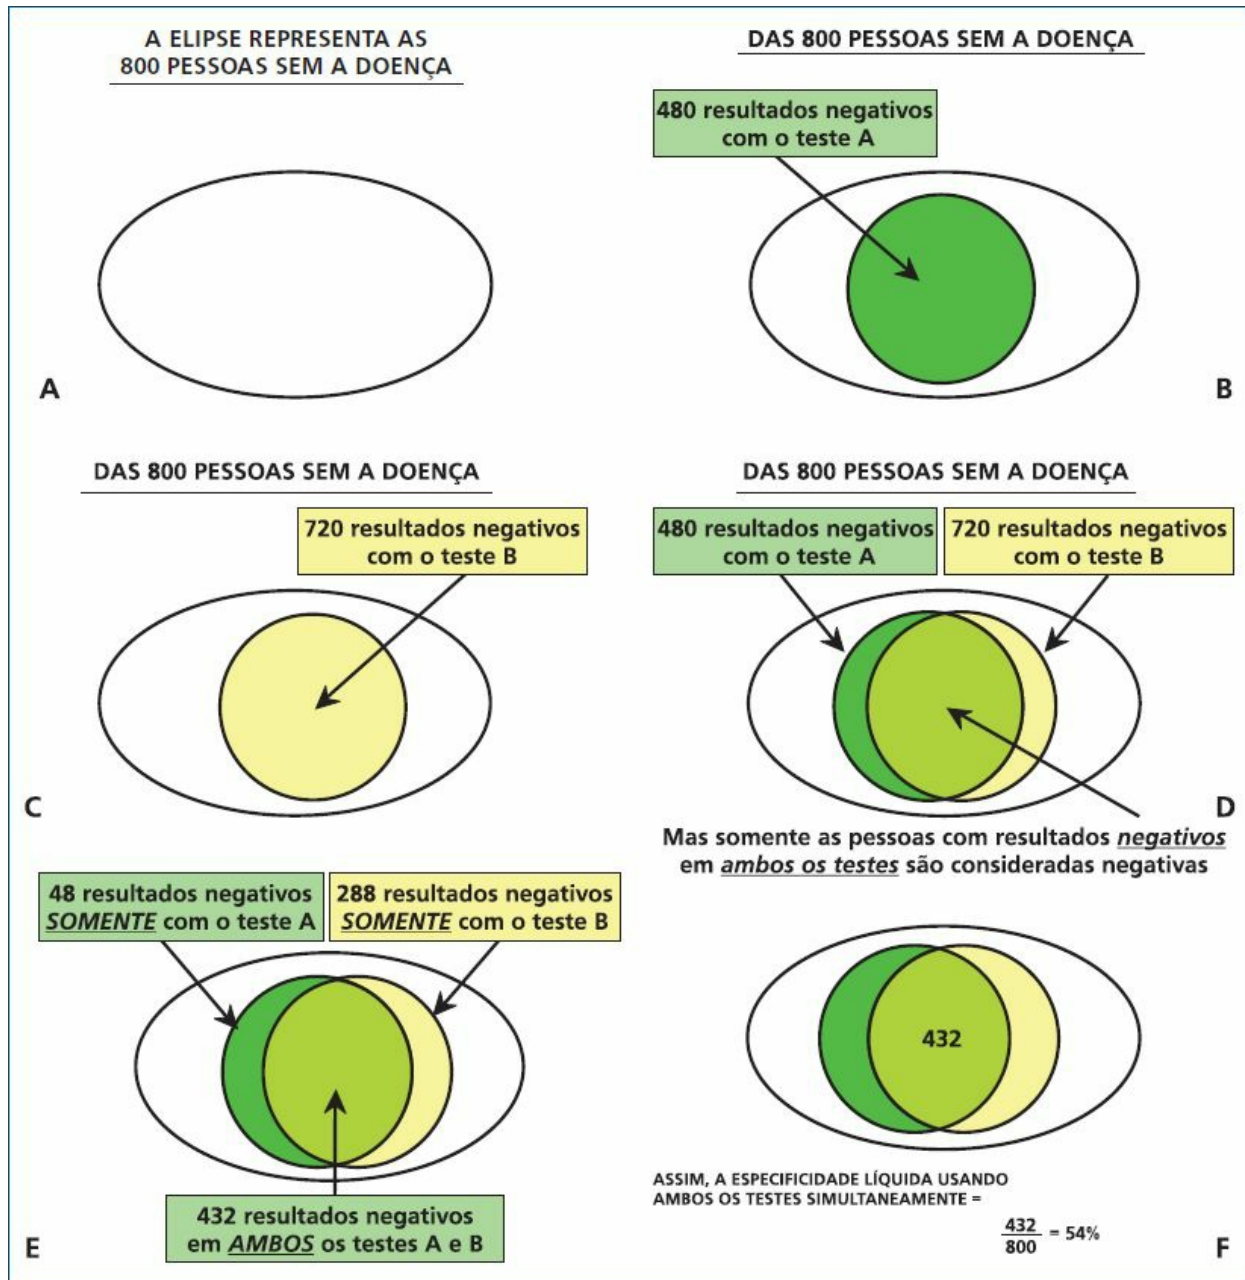 A ELIPSE REPRESENTA AS
800 PESSOAS SEM A DOENÇA
A
DAS 800 PESSOAS SEM A DOENÇA
480 resultados negativos
com o teste A
B
DAS 800 PESSOAS SEM A DOENÇA
720 resultados negativos
com o teste B
C
DAS 800 PESSOAS SEM A DOENÇA
480 resultados negativos
com o teste A
720 resultados negativos
com o teste B
D
Mas somente as pessoas com resultados negativos
em ambos os testes são consideradas negativas
48 resultados negativos
SOMENTE com o teste A
288 resultados negativos
SOMENTE com o teste B
432 resultados negativos
em AMBOS os testes A e B
E
432
ASSIM, A ESPECIFICIDADE LÍQUIDA USANDO
AMBOS OS TESTES SIMULTANEAMENTE =
432
800
= 54%
F